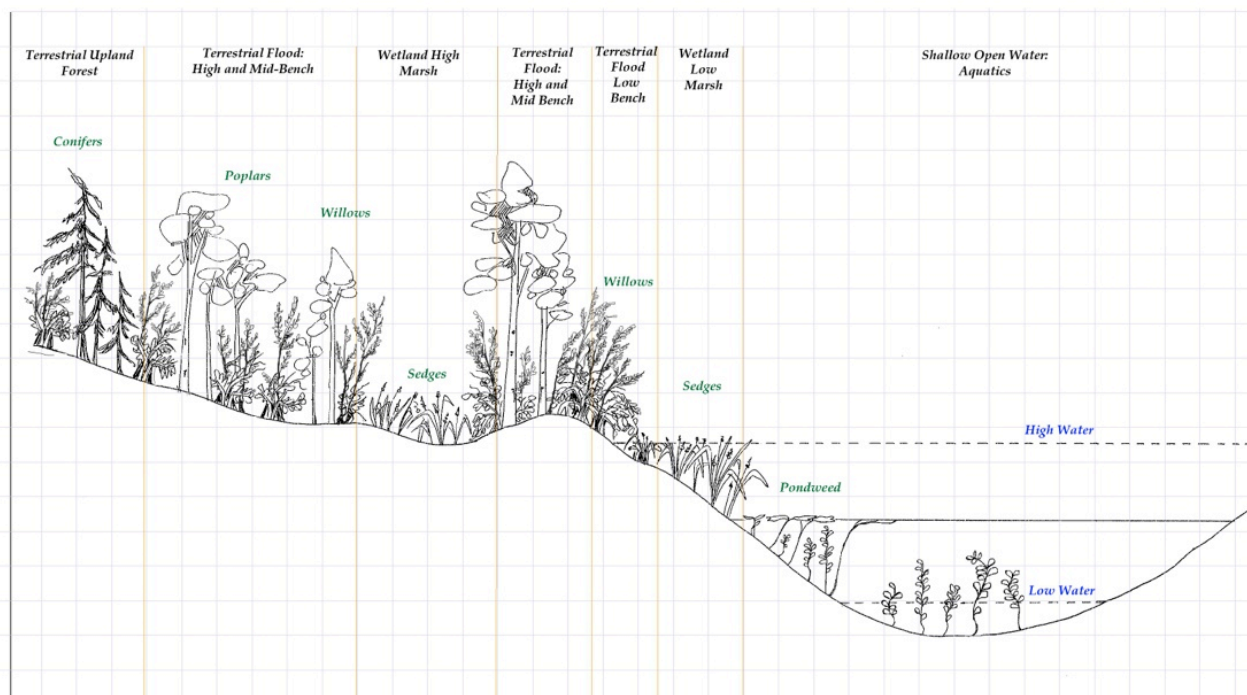 Terrestrial Upland
Forest
Terrestrial Flood:
High and Mid-Bench
Wetland High
Marsh
Terrestrial
Flood:
High and
Mid Bench
Terrestrial
Flood
Low
Bench
Wetland
Low
Marsh
Shallow Open Water:
Aquatics
Conifers
Poplars
Willows
Willows
Sedges
Sedges
High Water
Pondweed
Low Water